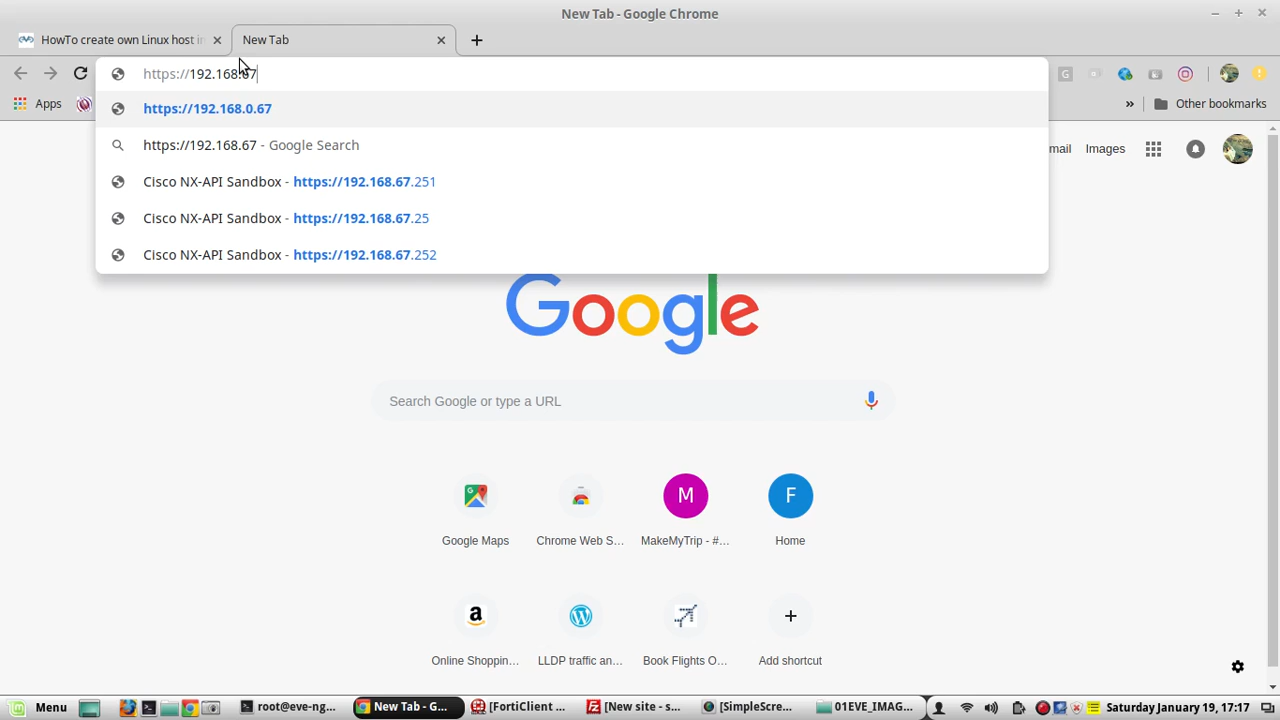 New Tab - Google Chrome
HowTo create own Linux host in
New Tab
https://192.168.67
Apps
Other bookmarks
https://192.168.0.67
https://192.168.67 - Google Search
Cisco NX-API Sandbox - https://192.168.67.251
Cisco NX-API Sandbox - https://192.168.67.25
Cisco NX-API Sandbox - https://192.168.67.252
mail
Images
Google
Search Google or type a URL
M
F
Google Maps
Chrome Web S...
MakeMyTrip - #...
Home
Online Shoppin...
LLDP traffic an...
Book Flights O...
Add shortcut
Menu
root@eve-ng...
New Tab - G...
[FortiClient ...
[New site - s...
[SimpleScre...
01EVE_IMAG...
Saturday January 19, 17:17